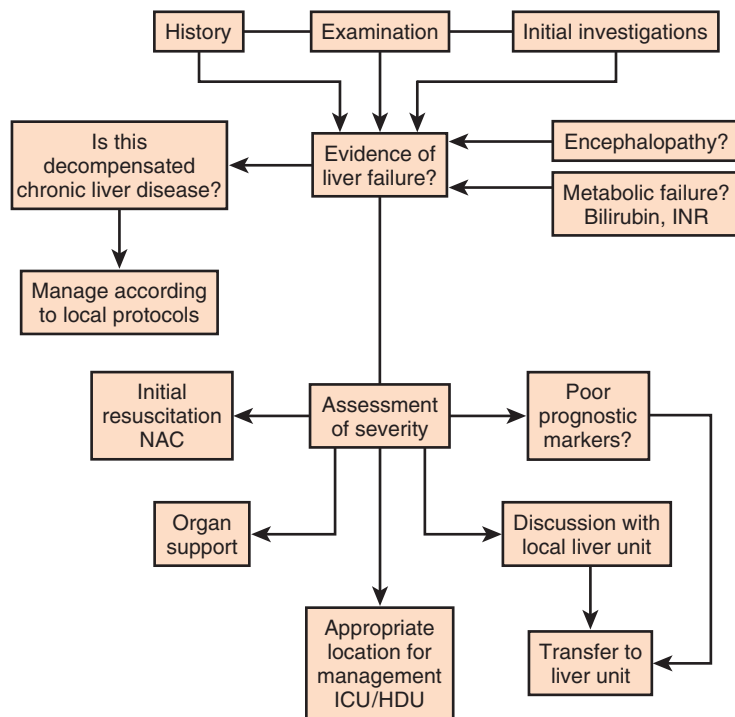 History
Examination
Initial investigations
Is this
decompensated
chronic liver disease?
Evidence of
liver failure?
Encephalopathy?
Metabolic failure?
Bilirubin, INR
Manage according
to local protocols
Initial
resuscitation
NAC
Assessment
of severity
Poor
prognostic
markers?
Organ
support
Discussion with
local liver unit
Appropriate
location for
management
ICU/HDU
Transfer to
liver unit